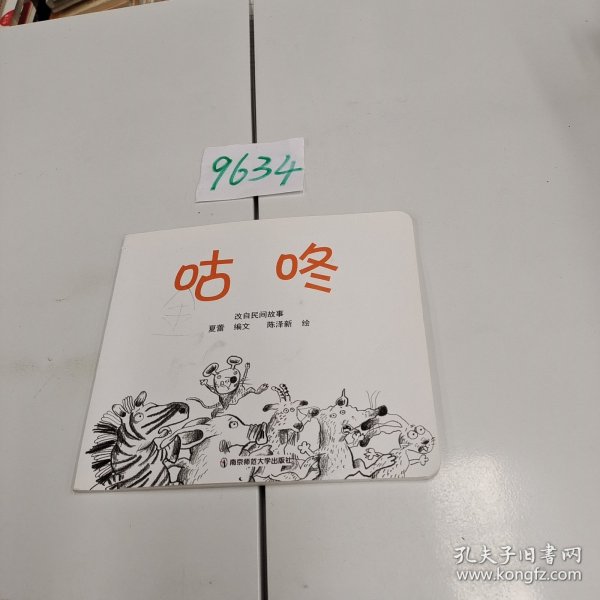 9634
咕 咚
改自民间故事
夏蕾 编文 陈泽新 绘
南京师范大学出版社
孔夫子旧书网
www.kongfz.com